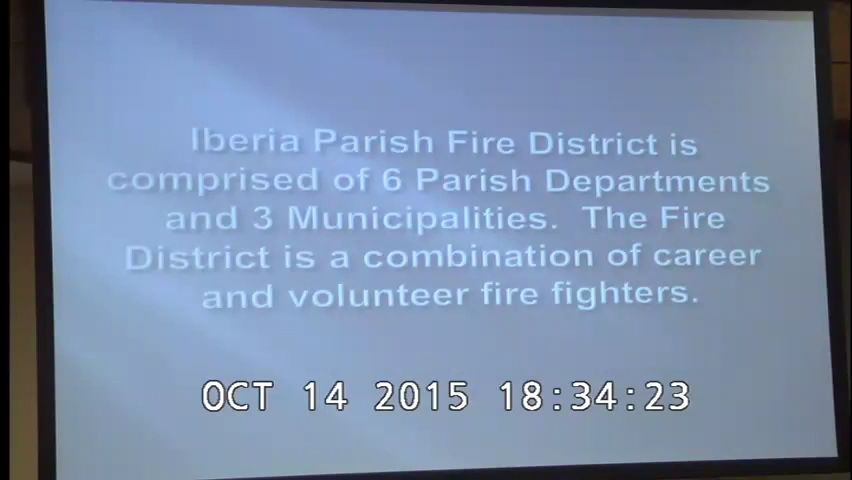 Iberia Parish Fire District is
comprised of 6 Parish Departments
and 3 Municipalities. The Fire
District is a combination of career
and volunteer fire fighters.
OCT 14 2015 18:34:23